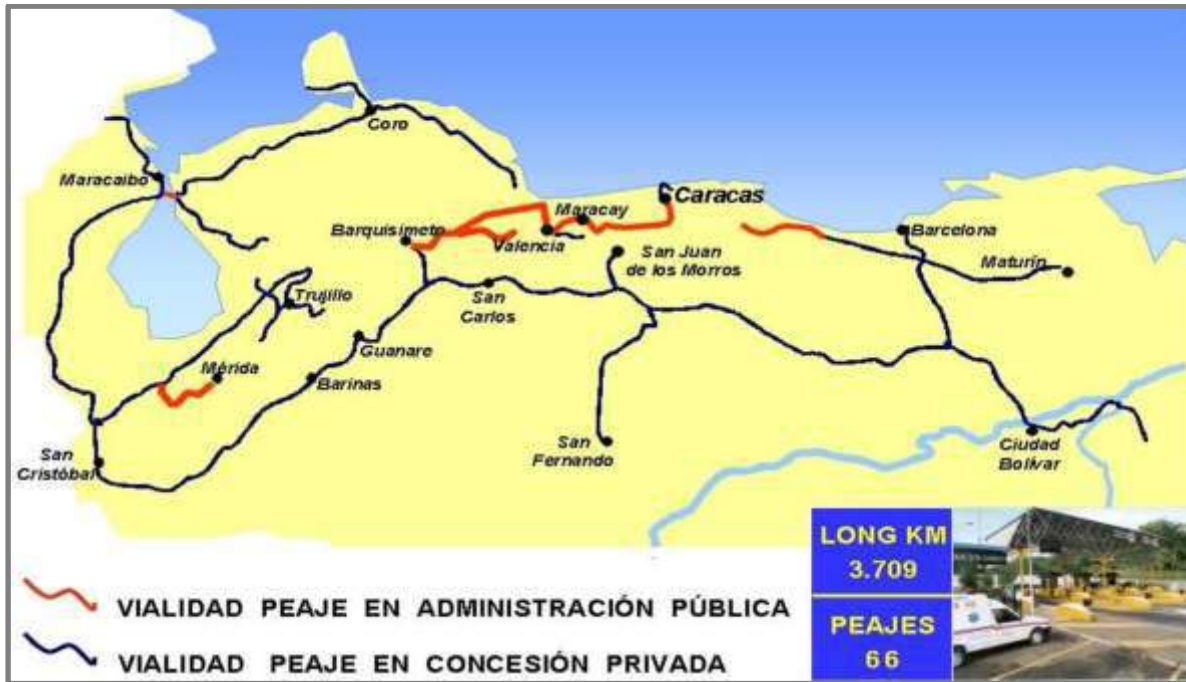 Coro
Maracaibo
Caracas
Maracay
Barquisimeto
Valencia
Barcelona
San Juan
de los Morros
Maturín
Trujillo
San
Carlos
Guanare
Mérida
Barinas
San
Cristóbal
San
Fernando
Ciudad
Bolívar
LONG KM
3.709
VIALIDAD PEAJE EN ADMINISTRACIÓN PÚBLICA
PEAJES
66
VIALIDAD PEAJE EN CONCESIÓN PRIVADA